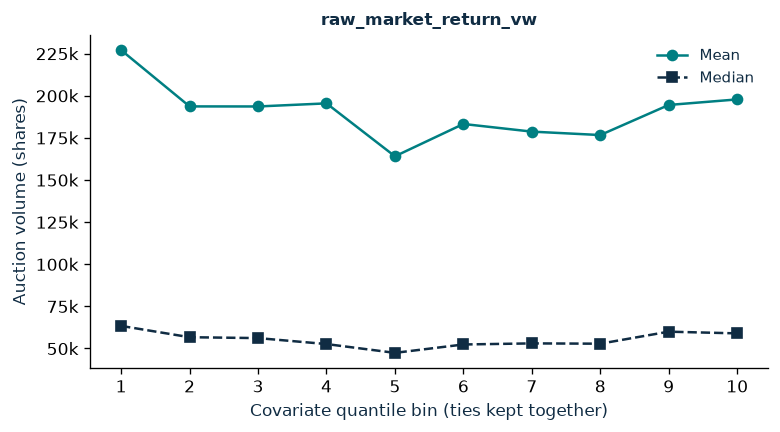 raw_market_return_vw
Mean
Median
Auction volume (shares)
225k
200k
175k
150k
125k
100k
75k
50k
1 2 3 4 5 6 7 8 9 10
Covariate quantile bin (ties kept together)